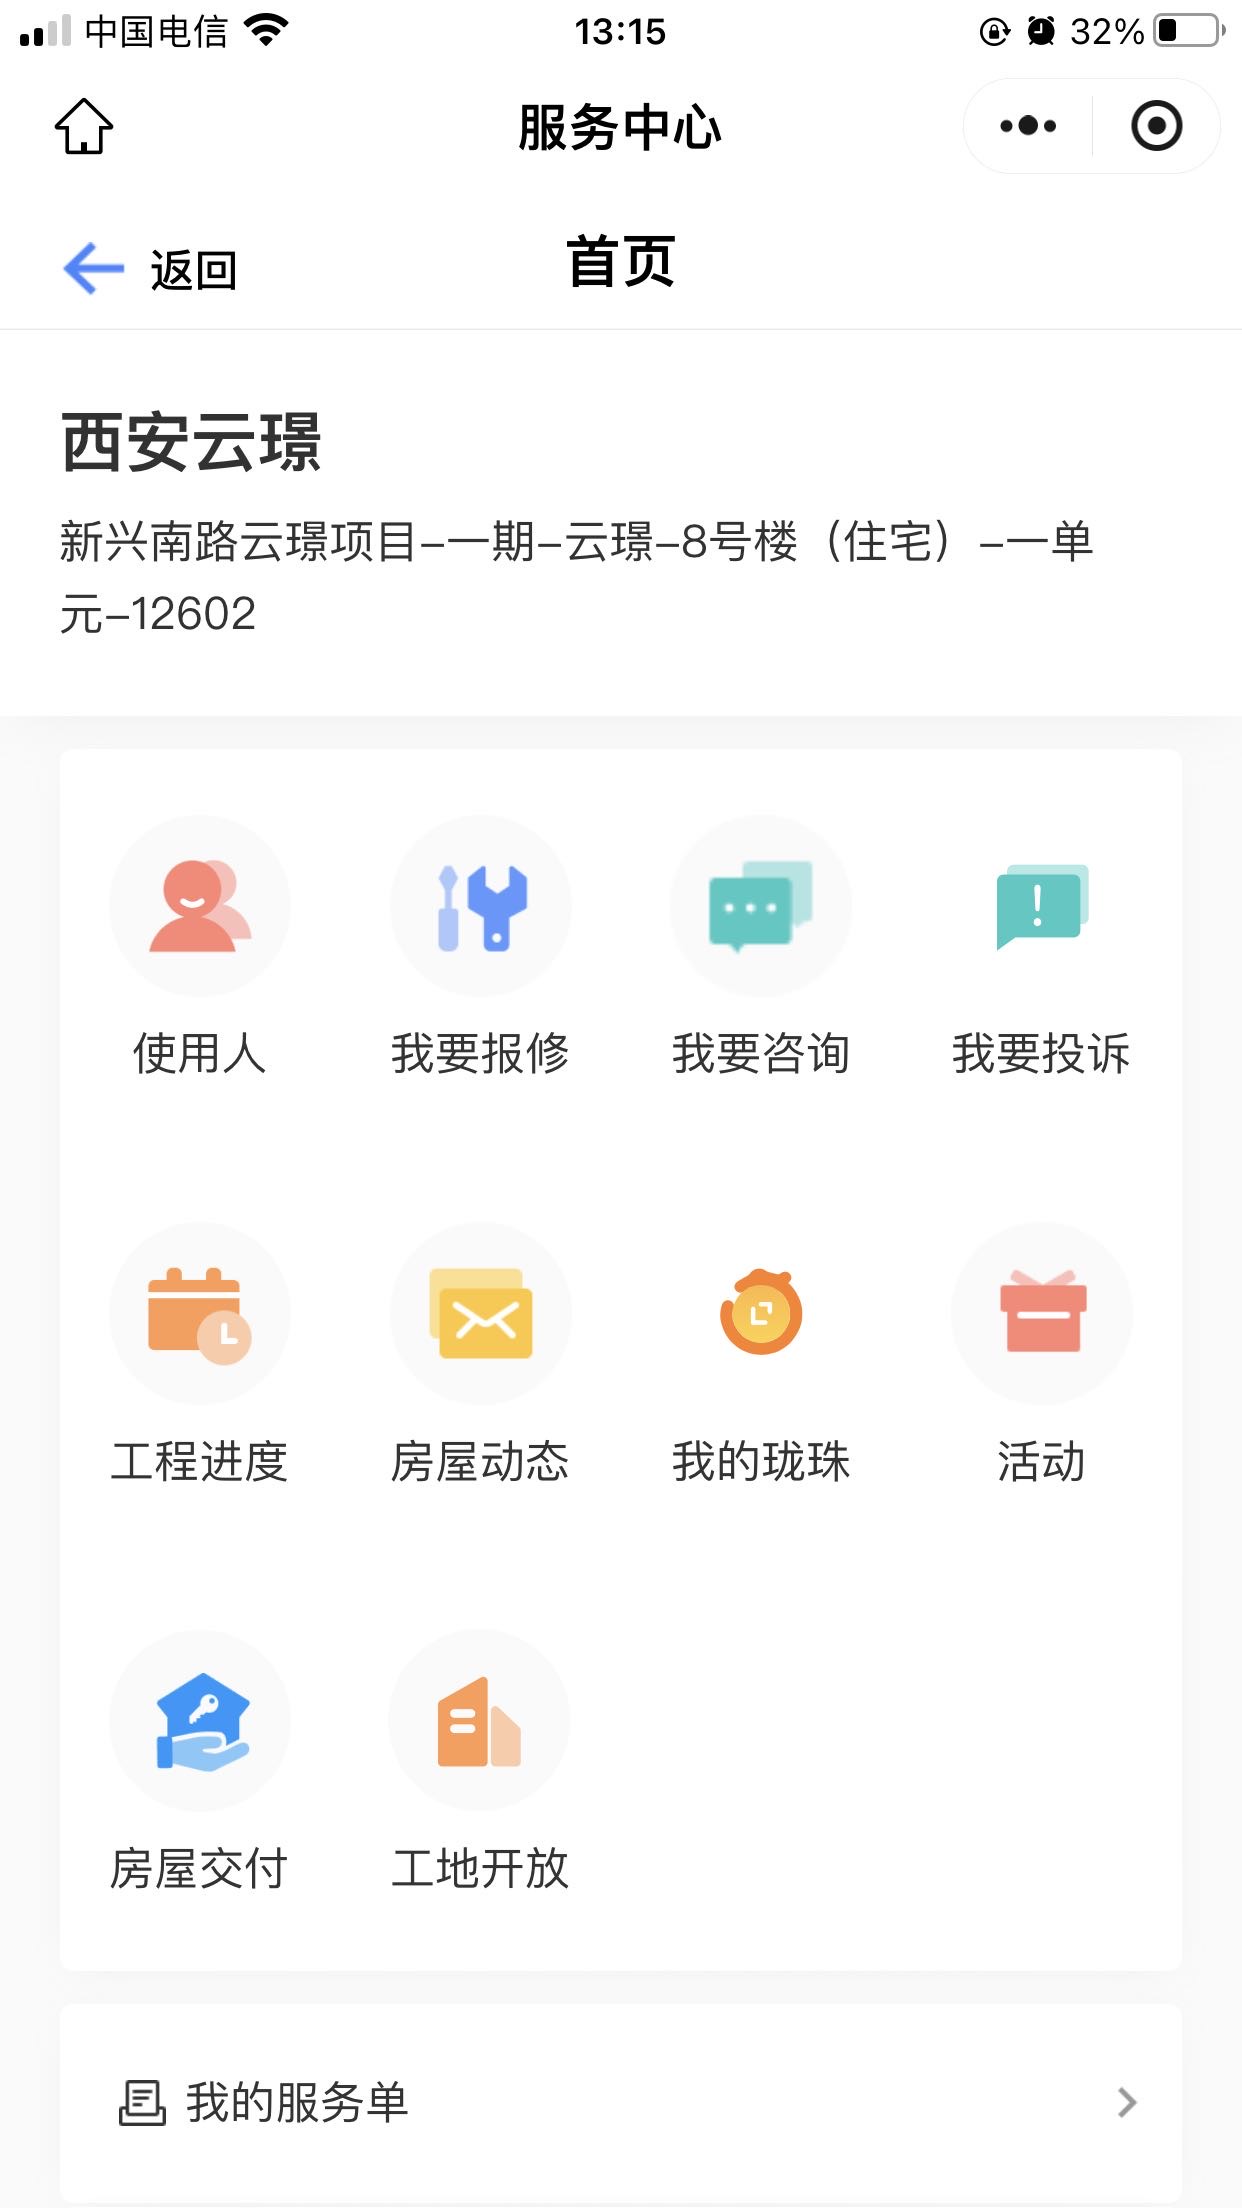 中国电信 13:15 32%
服务中心
返回 首页
西安云璟
新兴南路云璟项目-一期-云璟-8号楼（住宅）-一单
元-12602
使用人 我要报修 我要咨询 我要投诉
工程进度 房屋动态 我的珑珠 活动
房屋交付 工地开放
我的服务单